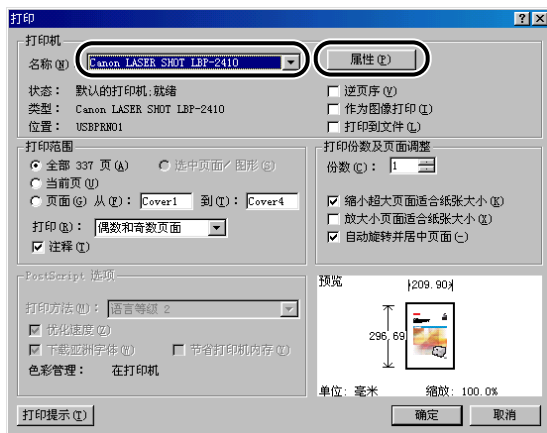 打印
打印机
名称(N): Canon LASER SHOT LBP-2410
属性(P)
状态: 默认的打印机;就绪
类型: Canon LASER SHOT LBP-2410
位置: USBPRN01
逆页序(V)
作为图像打印(I)
打印到文件(L)
打印范围
全部 337 页(A) 选中页面/图形(S)
当前页(U)
页面(G) 从(F): Cover1 到(T): Cover4
打印(R): 偶数和奇数页面
注释(T)
打印份数及页面调整
份数(C): 1
缩小超大页面适合纸张大小(K)
放大小页面适合纸张大小(X)
自动旋转并居中页面(-)
PostScript 选项
打印方法(M): 语言等级 2
优化速度(Z)
下载亚洲字体(W) 节省打印机内存(Y)
色彩管理: 在打印机
预览
209.90
296.69
单位: 毫米 缩放: 100.0%
打印提示(T)
确定 取消